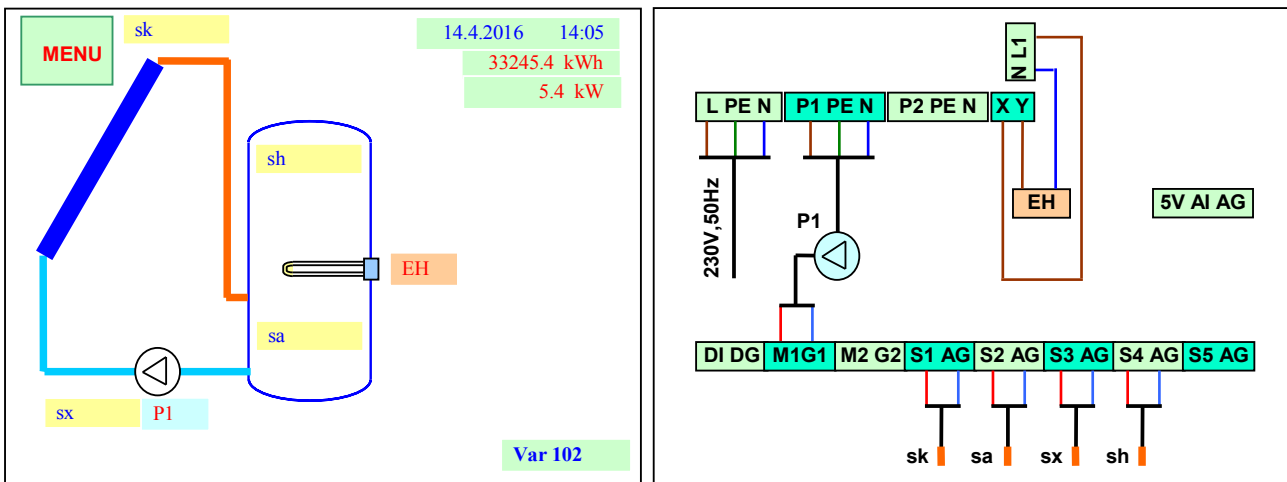 sk
MENU
14.4.2016 14:05
33245.4 kWh
5.4 kW
sh
EH
sa
sx
P1
Var 102
N L1
L PE N
P1 PE N
P2 PE N
X Y
EH
5V AI AG
230V,50Hz
P1
DI DG
M1G1
M2 G2
S1 AG
S2 AG
S3 AG
S4 AG
S5 AG
sk
sa
sx
sh